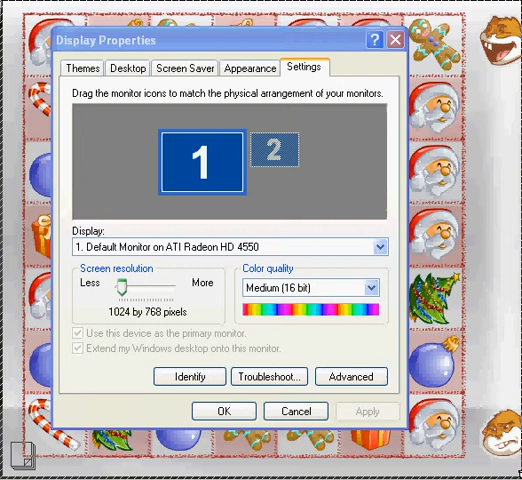 Display Properties
Themes Desktop Screen Saver Appearance Settings
Drag the monitor icons to match the physical arrangement of your monitors.
1 2
Display:
1. Default Monitor on ATI Radeon HD 4550
Screen resolution Color quality
Less More Medium (16 bit)
1024 by 768 pixels
Use this device as the primary monitor.
Extend my Windows desktop onto this monitor.
Identify Troubleshoot... Advanced
OK Cancel Apply